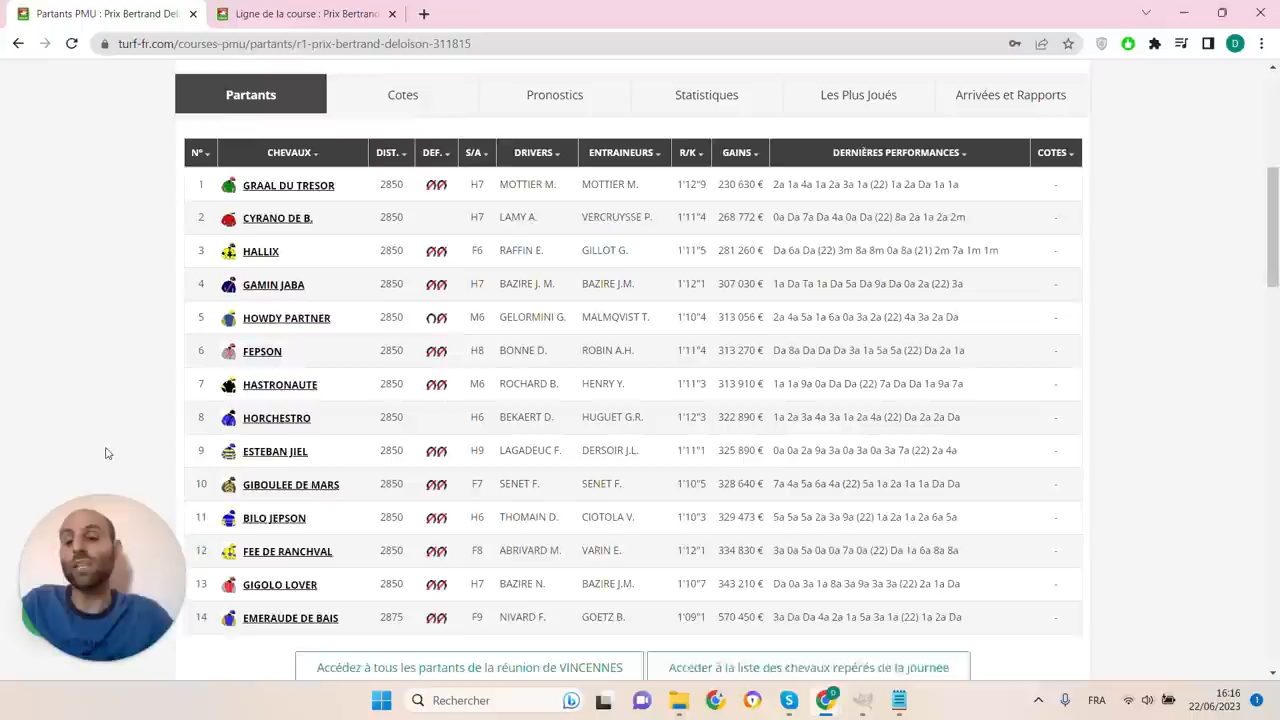 Partants PMU : Prix Bertrand Del
Ligne de course : PMU Bertrand D
turf-fr.com/courses-pmu/partants/r1-prix-bertrand-deloison-311815
D
Partants Cotes Pronostics Statistiques Les Plus Joués Arrivées et Rapports
N° CHEVAUX DIST. DEF. S/A DRIVERS ENTRAINEURS R/K GAINS DERNIÈRES PERFORMANCES COTES
1 GRAAL DU TRESOR 2850 H7 MOTTIER M. MOTTIER M. 1'12"9 230 630 € 2a 1a 4a 1a 2a 3a 1a (22) 1a 2a Da 1a 1a -
2 CYRANO DE B. 2850 H7 LAMY A. VERCRUYSSE P. 1'11"4 268 772 € 0a Da 7a Da 4a 0a Da (22) 8a 2a 1a 2a 2m -
3 HALLIX 2850 F6 RAFFIN E. GILLOT G. 1'11"5 281 260 € Da 6a Da (22) 3m 8a 8m 0a 8a (21) 2m 7a 1m 1m -
4 GAMIN JABA 2850 H7 BAZIRE J. M. BAZIRE J.M. 1'12"1 307 030 € 1a Da Ta 1a Da 5a Da 9a Da 0a 2a (22) 3a -
5 HOWDY PARTNER 2850 M6 GELORMINI G. MALMQVIST T. 1'10"4 313 056 € 2a 4a 5a 1a 6a 0a 3a 2a (22) 4a 3a 2a Da -
6 FEPSON 2850 H8 BONNE D. ROBIN A.H. 1'11"4 313 270 € Da 8a Da Da Da 3a 1a 5a 5a (22) Da 2a 1a -
7 HASTRONAUTE 2850 M6 ROCHARD B. HENRY Y. 1'11"3 313 910 € 1a 1a 9a 0a Da Da (22) 7a Da Da 1a 9a 7a -
8 HORCHESTRO 2850 H6 BEKAERT D. HUGUET G.R. 1'12"3 322 890 € 1a 2a 3a 4a 3a 1a 2a 4a (22) Da 2a 2a Da -
9 ESTEBAN JIEL 2850 H9 LAGADEUC F. DERSOIR J.L. 1'11"1 325 890 € 0a 0a 2a 9a 3a 0a 3a 0a 3a 7a (22) 2a 4a -
10 GIBOULEE DE MARS 2850 F7 SENET F. SENET F. 1'10"5 328 640 € 7a 4a 5a 6a 4a (22) 5a 1a 2a 1a 1a Da Da -
11 BILO JEPSON 2850 H6 THOMAIN D. CIOTOLA V. 1'10"3 329 473 € 5a 5a 5a 2a 3a 9a (22) 1a 2a 1a 2a 6a 5a -
12 FEE DE RANCHVAL 2850 F8 ABRIVARD M. VARIN E. 1'12"1 334 830 € 3a 0a 5a 0a 0a 7a 0a (22) Da 1a 6a 8a 8a -
13 GIGOLO LOVER 2850 H7 BAZIRE N. BAZIRE J.M. 1'10"7 343 210 € Da 0a 3a 1a 8a 3a 9a 3a 3a (22) 2a 1a Da -
14 EMERAUDE DE BAIS 2875 F9 NIVARD F. GOETZ B. 1'09"1 570 450 € 3a Da Da 4a 2a 1a 5a 3a 1a (22) 1a 2a Da -
Accédez à tous les partants de la réunion de VINCENNES Accéder à la liste des chevaux repérés de la journée
Rechercher
FRA
16:16
22/06/2023